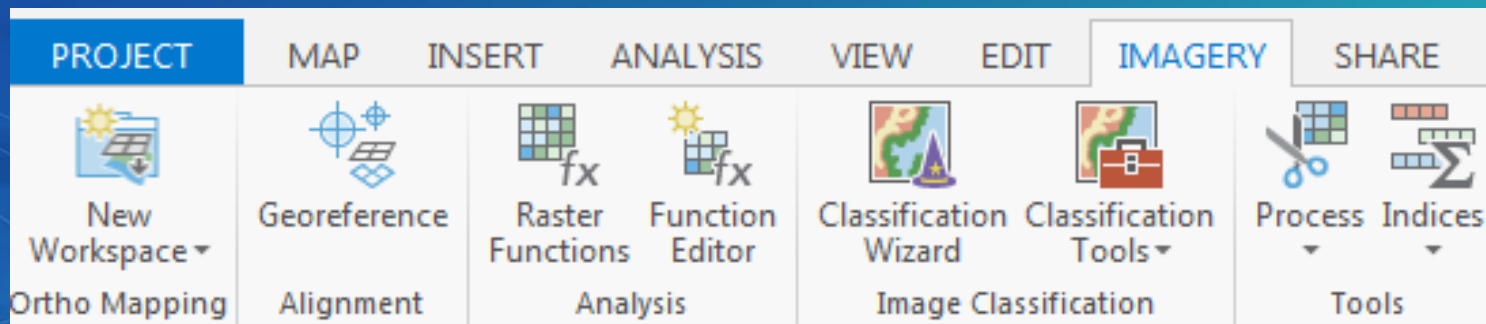 PROJECT MAP INSERT ANALYSIS VIEW EDIT IMAGERY SHARE
New Workspace
Georeference
Raster Functions
Function Editor
Classification Wizard
Classification Tools
Process
Indices
Ortho Mapping Alignment Analysis Image Classification Tools